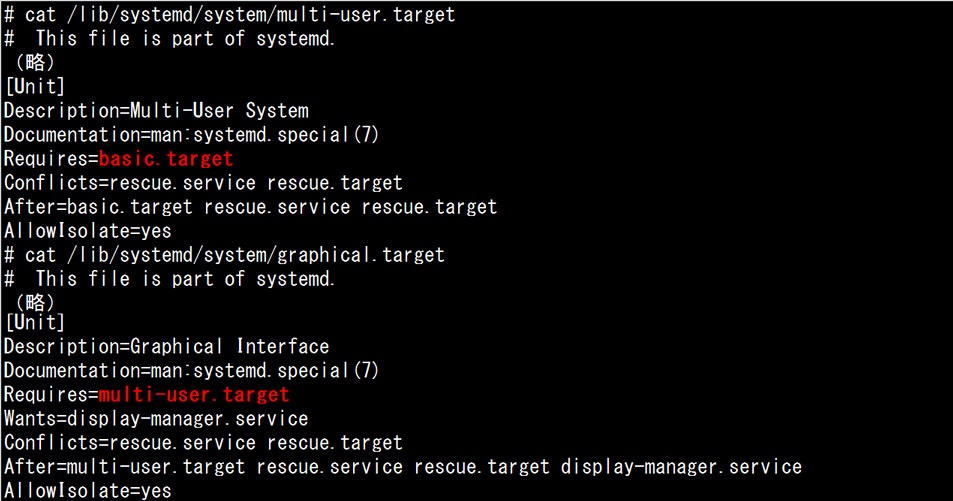 # cat /lib/systemd/system/multi-user.target
#  This file is part of systemd.
（略）
[Unit]
Description=Multi-User System
Documentation=man:systemd.special(7)
Requires=basic.target
Conflicts=rescue.service rescue.target
After=basic.target rescue.service rescue.target
AllowIsolate=yes
# cat /lib/systemd/system/graphical.target
#  This file is part of systemd.
（略）
[Unit]
Description=Graphical Interface
Documentation=man:systemd.special(7)
Requires=multi-user.target
Wants=display-manager.service
Conflicts=rescue.service rescue.target
After=multi-user.target rescue.service rescue.target display-manager.service
AllowIsolate=yes